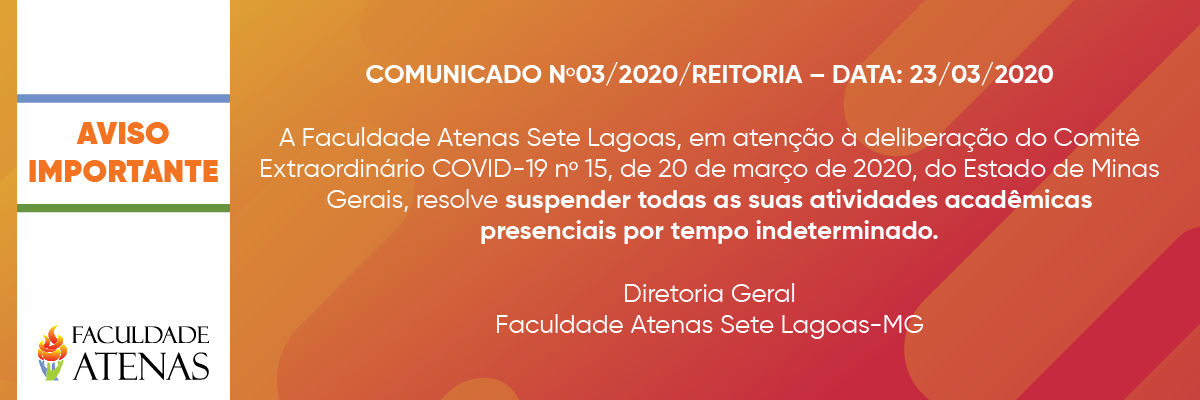 AVISO
IMPORTANTE
FACULDADE
ATENAS
COMUNICADO Nº03/2020/REITORIA – DATA: 23/03/2020
A Faculdade Atenas Sete Lagoas, em atenção à deliberação do Comitê
Extraordinário COVID-19 nº 15, de 20 de março de 2020, do Estado de Minas
Gerais, resolve suspender todas as suas atividades acadêmicas
presenciais por tempo indeterminado.
Diretoria Geral
Faculdade Atenas Sete Lagoas-MG